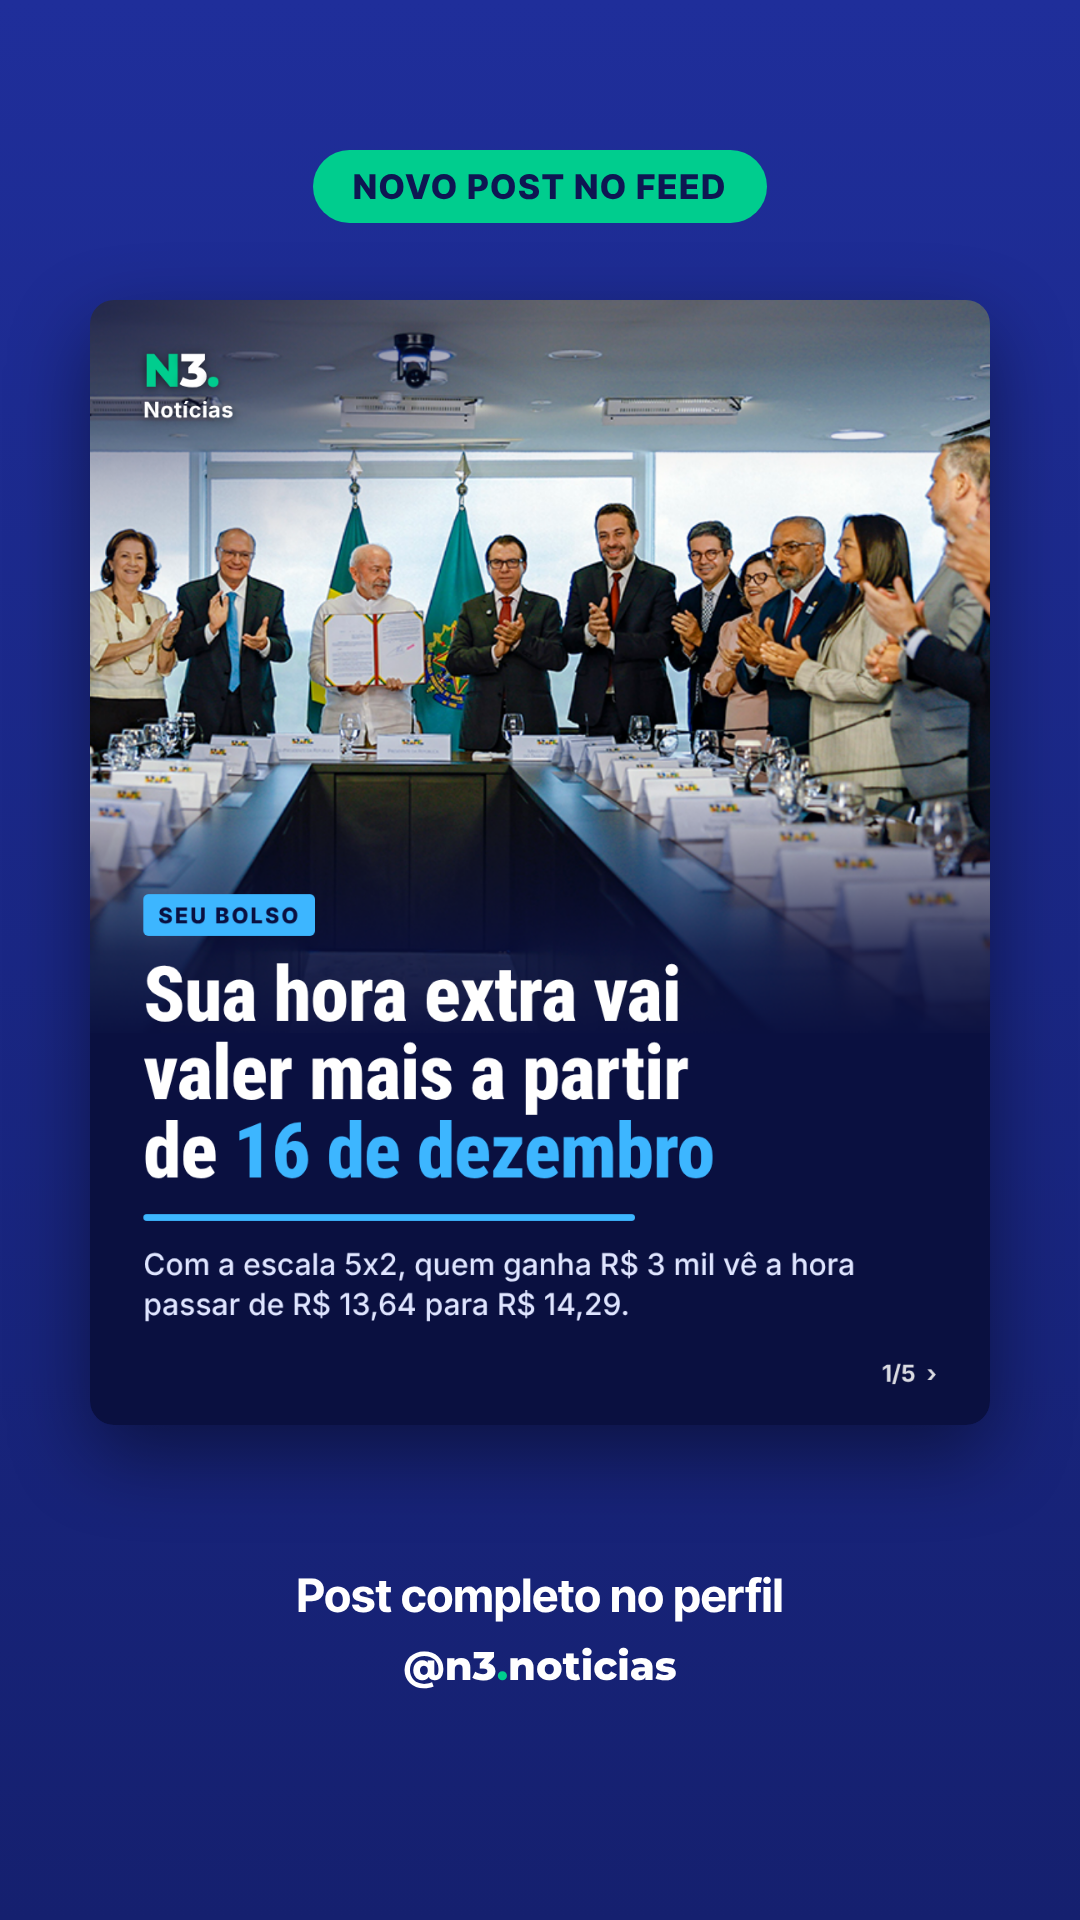 NOVO POST NO FEED
N3.
Notícias
SEU BOLSO
Sua hora extra vai
valer mais a partir
de 16 de dezembro
Com a escala 5x2, quem ganha R$ 3 mil vê a hora
passar de R$ 13,64 para R$ 14,29.
1/5 ›
Post completo no perfil
@n3.noticias